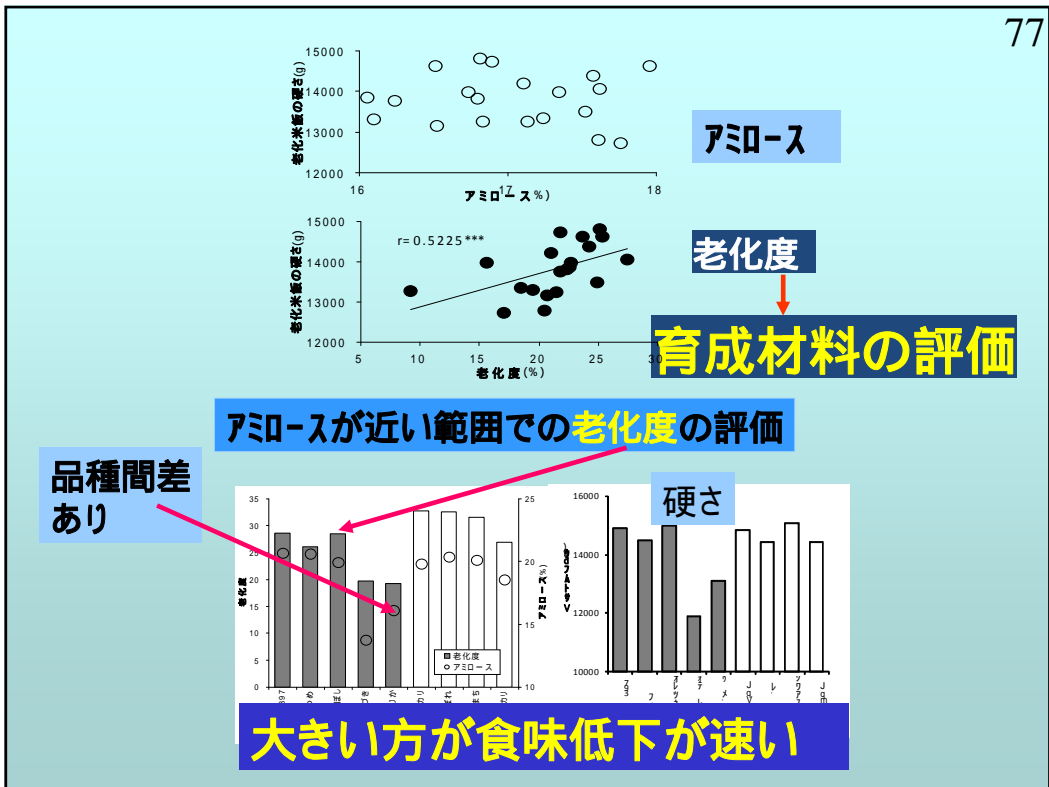 77
15000
14000
13000
12000
老化米飯の硬さ(g)
16
17
18
アミロース%)
アミロース
15000
14000
13000
12000
老化米飯の硬さ(g)
r=0.5225***
5
10
15
20
25
30
老化度(%)
老化度
育成材料の評価
アミロースが近い範囲での老化度の評価
品種間差
あり
硬さ
35
30
25
20
15
10
5
0
老化度
25
20
15
10
アミロース%)
老化度
アミロース
16000
14000
12000
10000
大きい方が食味低下が速い